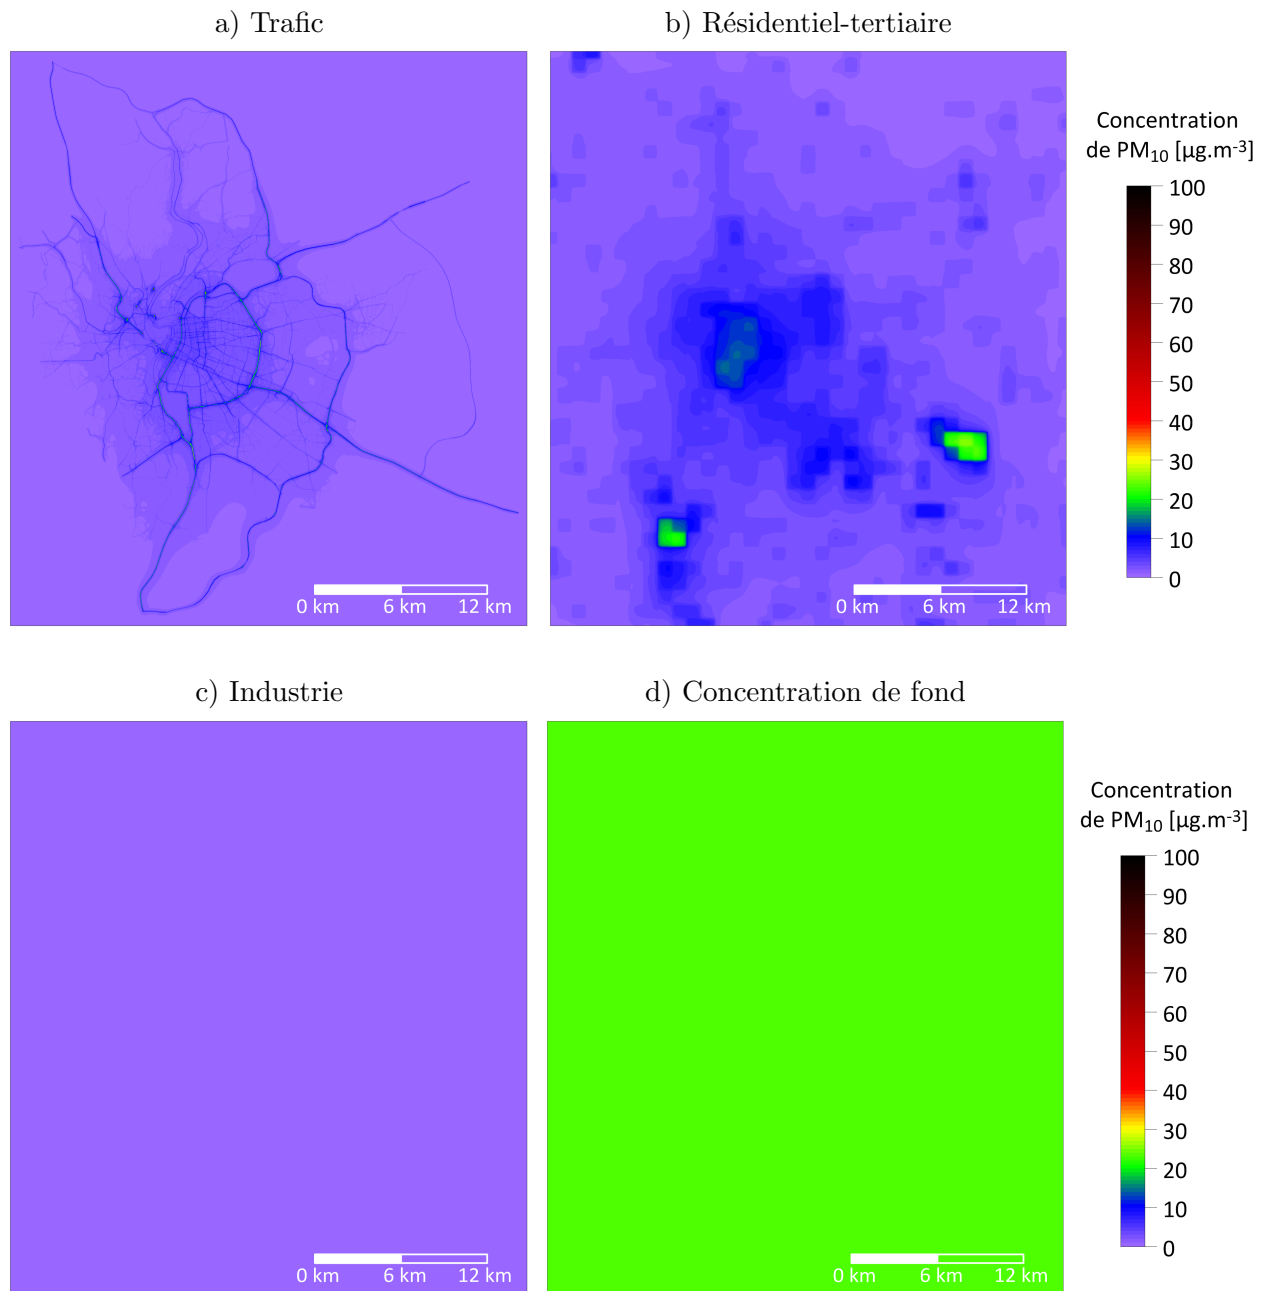 a) Trafic
b) Résidentiel-tertiaire
Concentration
de PM10 [µg.m-3]
100
90
80
70
60
50
40
30
20
10
0
0 km 6 km 12 km
0 km 6 km 12 km
c) Industrie
d) Concentration de fond
Concentration
de PM10 [µg.m-3]
100
90
80
70
60
50
40
30
20
10
0
0 km 6 km 12 km
0 km 6 km 12 km